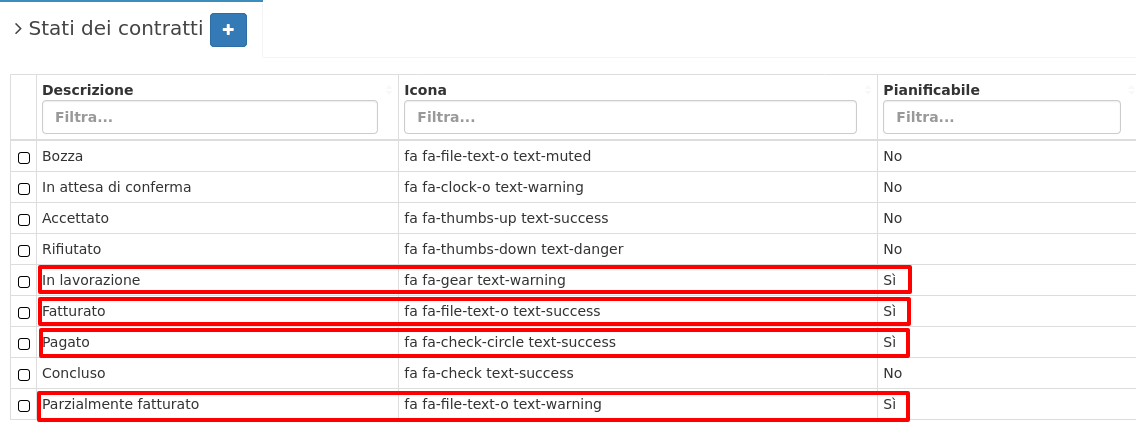 Stati dei contratti
Descrizione Icona Pianificabile
Filtra... Filtra... Filtra...
Bozza fa fa-file-text-o text-muted No
In attesa di conferma fa fa-clock-o text-warning No
Accettato fa fa-thumbs-up text-success No
Rifiutato fa fa-thumbs-down text-danger No
In lavorazione fa fa-gear text-warning Sì
Fatturato fa fa-file-text-o text-success Sì
Pagato fa fa-check-circle text-success Sì
Concluso fa fa-check text-success No
Parzialmente fatturato fa fa-file-text-o text-warning Sì